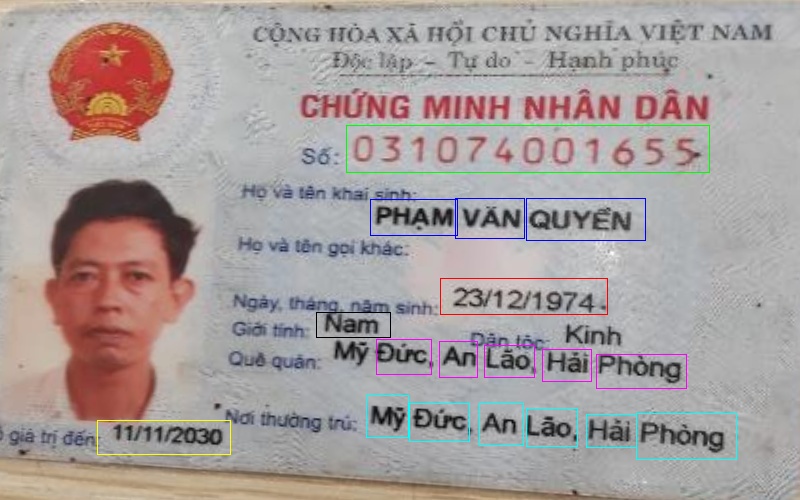 CỘNG HÒA XÃ HỘI CHỦ NGHĨA VIỆT NAM
Độc lập - Tự do - Hạnh phúc
CHỨNG MINH NHÂN DÂN
Số: 031074001655
Họ và tên khai sinh:
PHẠM VĂN QUYỀN
Họ và tên gọi khác:
Ngày, tháng, năm sinh: 23/12/1974
Giới tính: Nam Dân tộc: Kinh
Quê quán: Mỹ Đức, An Lão, Hải Phòng
Nơi thường trú: Mỹ Đức, An Lão, Hải Phòng
giá trị đến: 11/11/2030